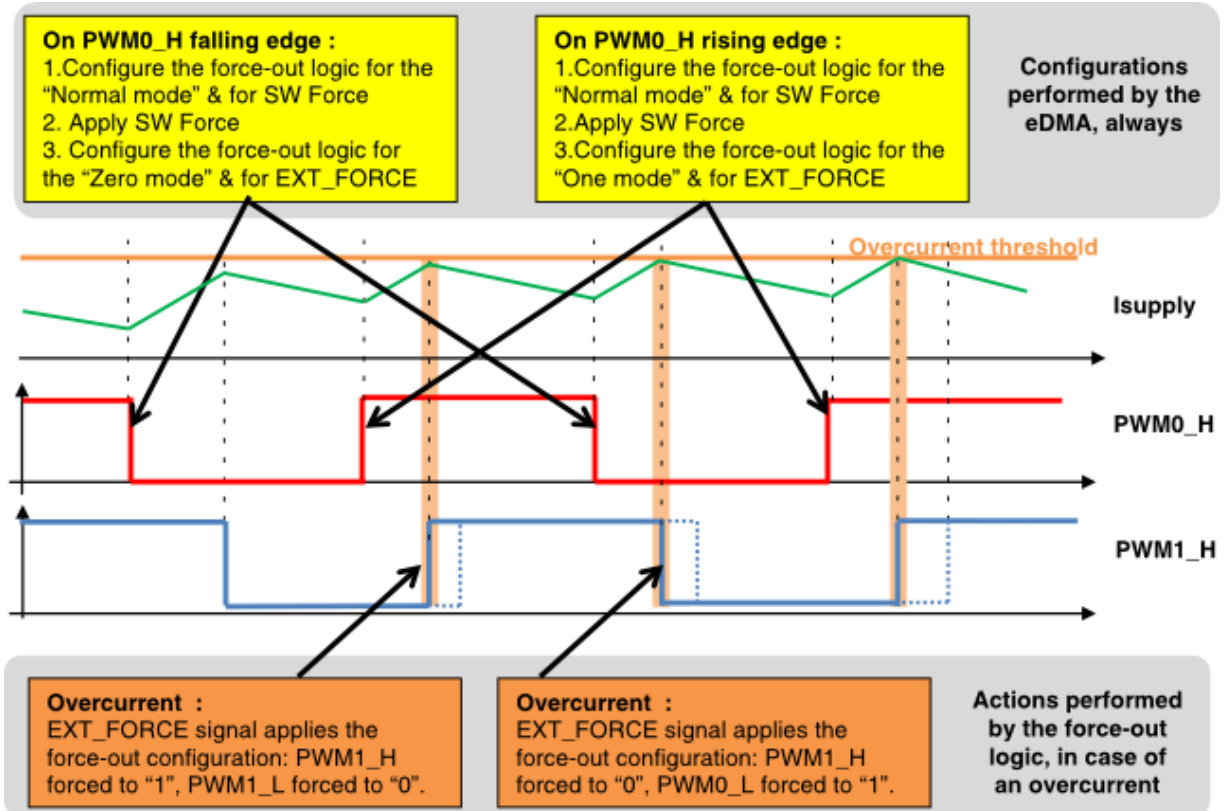 On PWM0_H falling edge :
1.Configure the force-out logic for the
“Normal mode” & for SW Force
2. Apply SW Force
3. Configure the force-out logic for
the “Zero mode” & for EXT_FORCE
On PWM0_H rising edge :
1.Configure the force-out logic for the
“Normal mode” & for SW Force
2.Apply SW Force
3.Configure the force-out logic for the
“One mode” & for EXT_FORCE
Configurations
performed by the
eDMA, always
Overcurrent threshold
Isupply
PWM0_H
PWM1_H
Overcurrent :
EXT_FORCE signal applies the
force-out configuration: PWM1_H
forced to “1”, PWM1_L forced to “0”.
Overcurrent :
EXT_FORCE signal applies the
force-out configuration: PWM1_H
forced to “0”, PWM0_L forced to “1”.
Actions performed
by the force-out
logic, in case of
an overcurrent